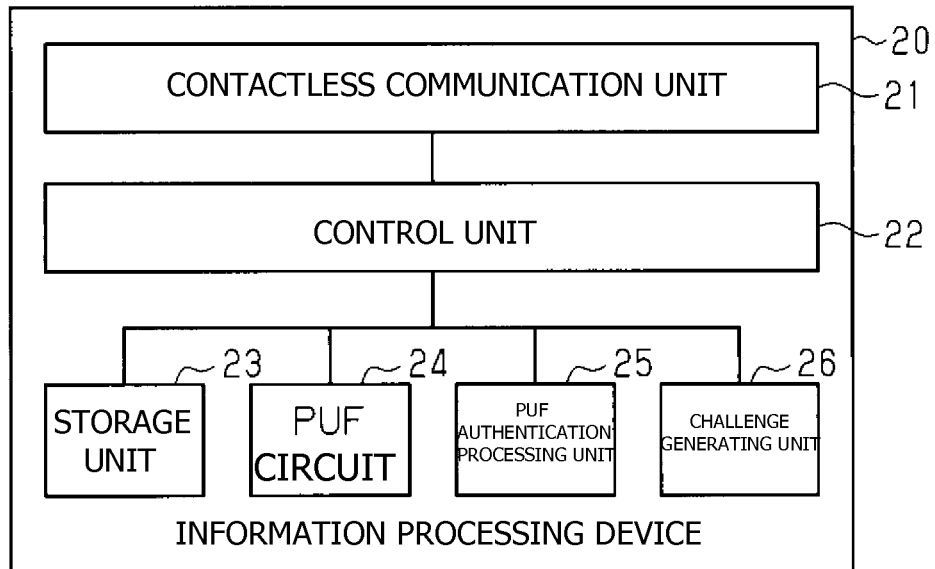 20
CONTACTLESS COMMUNICATION UNIT
21
CONTROL UNIT
22
23
24
25
26
STORAGE
UNIT
PUF
CIRCUIT
PUF
AUTHENTICATION
PROCESSING UNIT
CHALLENGE
GENERATING UNIT
INFORMATION PROCESSING DEVICE